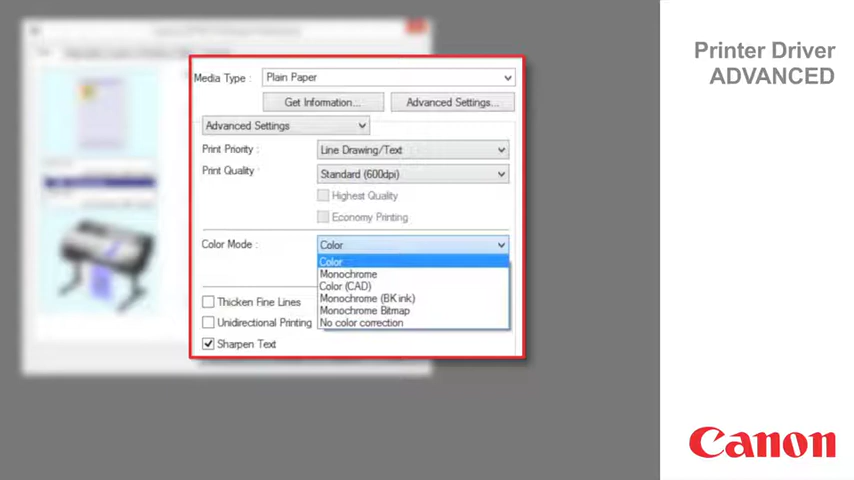 Printer Driver
ADVANCED
Media Type :
Plain Paper
Get Information...
Advanced Settings...
Advanced Settings
Print Priority :
Line Drawing/Text
Print Quality :
Standard (600dpi)
Highest Quality
Economy Printing
Color Mode :
Color
Color
Monochrome
Color (CAD)
Monochrome (BK ink)
Monochrome Bitmap
No color correction
Thicken Fine Lines
Unidirectional Printing
Sharpen Text
Canon